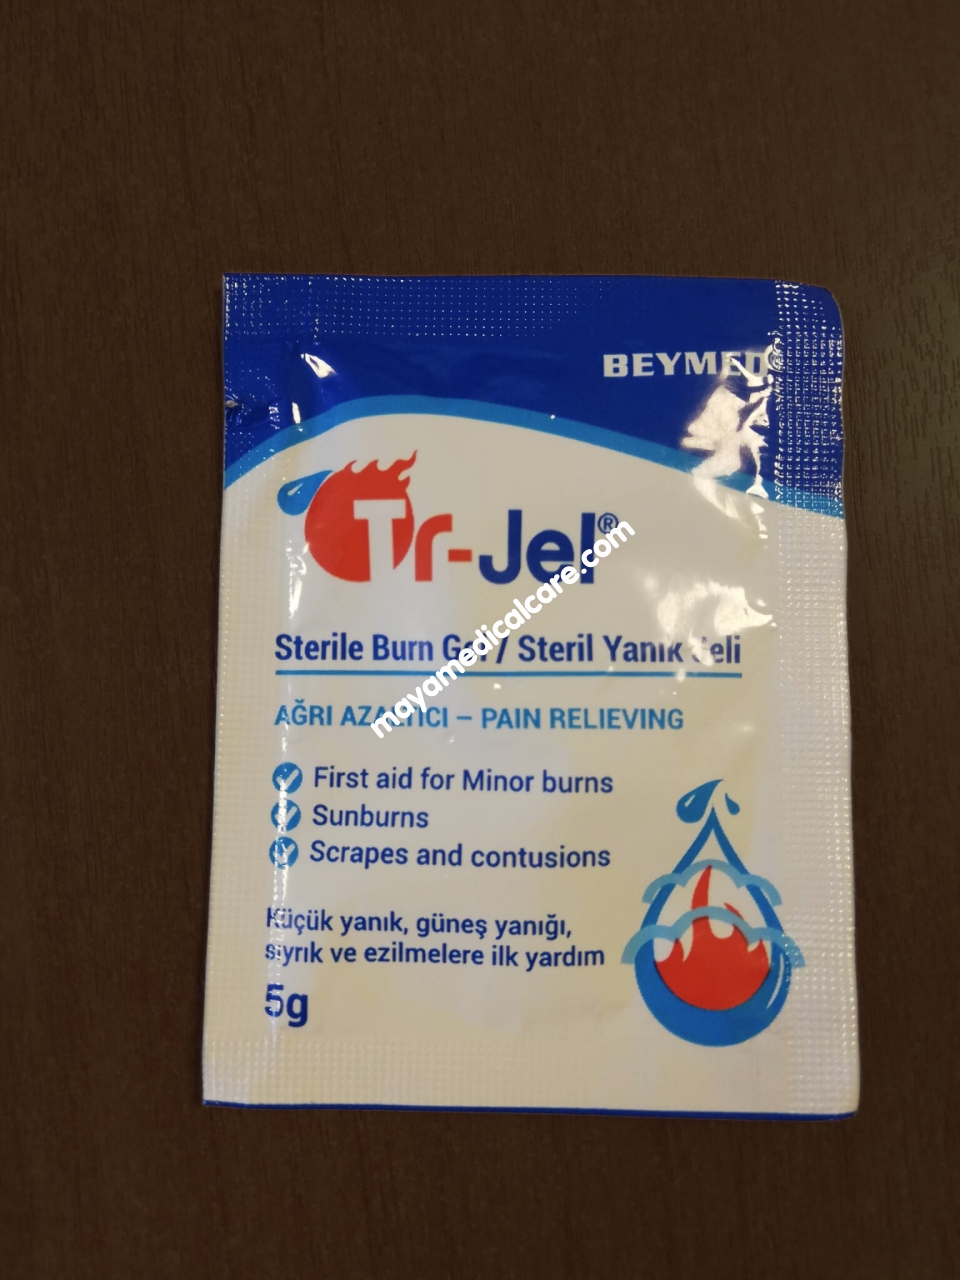 BEYMED®
Tr-Jel®
mayamedicalcare.com
Sterile Burn Gel / Steril Yanık Jeli
AĞRI AZALTICI – PAIN RELIEVING
First aid for Minor burns
Sunburns
Scrapes and contusions
Küçük yanık, güneş yanığı,
sıyrık ve ezilmelere ilk yardım
5g